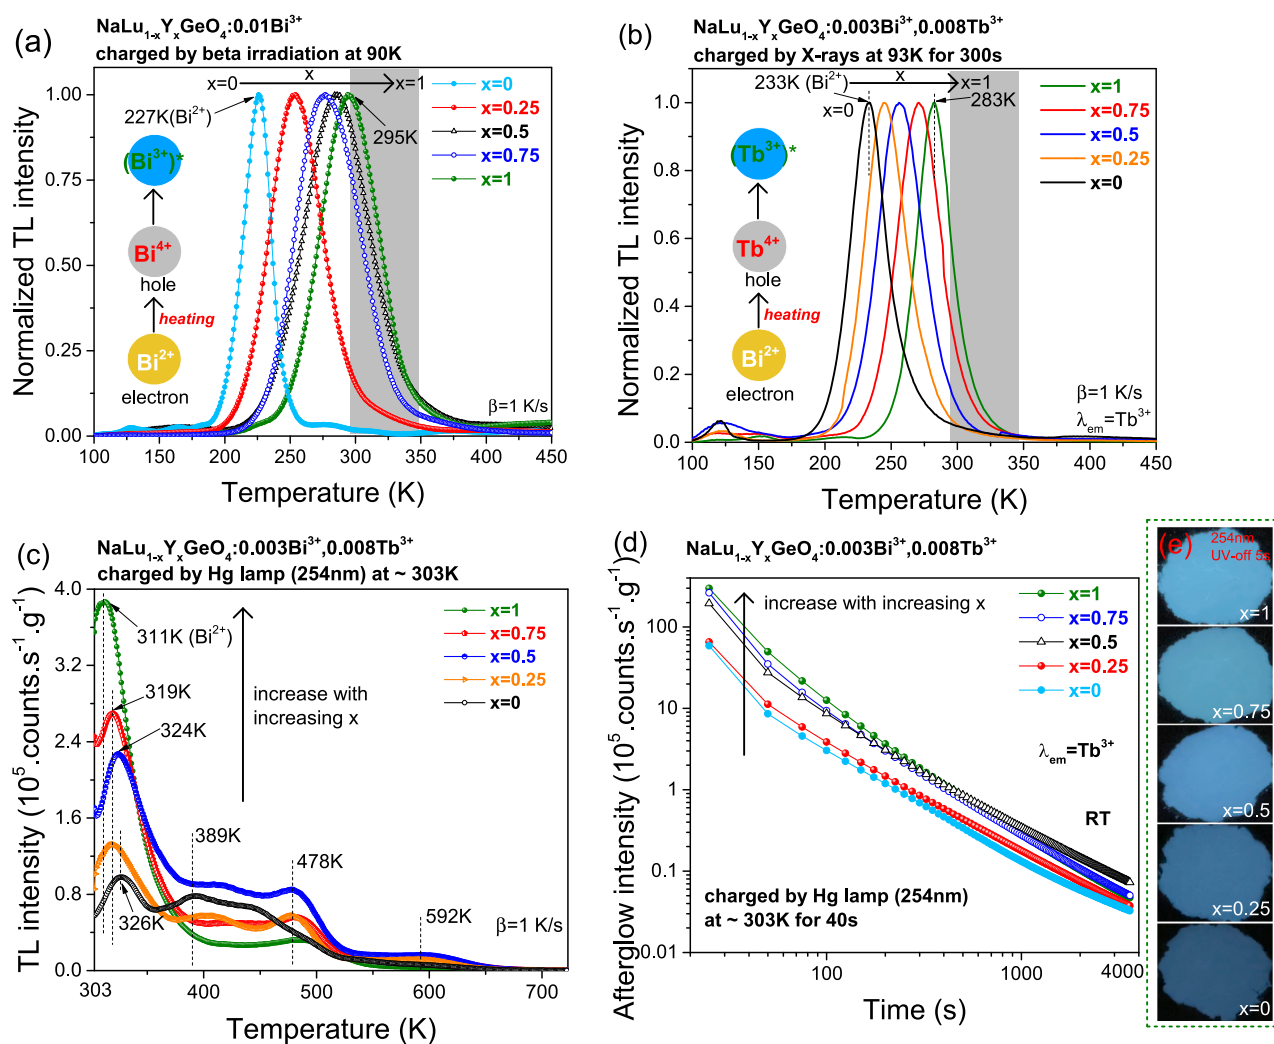 (a)
NaLu1-xYxGeO4:0.01Bi3+
charged by beta irradiation at 90K
x=0
x
x=1
227K(Bi2+)
295K
x=0
x=0.25
x=0.5
x=0.75
x=1
(Bi3+)*
Bi4+
hole
heating
Bi2+
electron
β=1 K/s
Normalized TL intensity
1.00
0.75
0.50
0.25
0.00
100 150 200 250 300 350 400 450
Temperature (K)
(b)
NaLu1-xYxGeO4:0.003Bi3+,0.008Tb3+
charged by X-rays at 93K for 300s
233K (Bi2+)
x
x=1
x=0
283K
x=1
x=0.75
x=0.5
x=0.25
x=0
(Tb3+)*
Tb4+
hole
heating
Bi2+
electron
β=1 K/s
λem=Tb3+
Normalized TL intensity
1.0
0.8
0.6
0.4
0.2
0.0
100 150 200 250 300 350 400 450
Temperature (K)
(c)
NaLu1-xYxGeO4:0.003Bi3+,0.008Tb3+
charged by Hg lamp (254nm) at ~ 303K
311K (Bi2+)
319K
324K
326K
389K
478K
592K
increase with
increasing x
x=1
x=0.75
x=0.5
x=0.25
x=0
β=1 K/s
TL intensity (105.counts.s-1.g-1)
4.0
3.2
2.4
1.6
0.8
0.0
303 400 500 600 700
Temperature (K)
(d)
NaLu1-xYxGeO4:0.003Bi3+,0.008Tb3+
increase with increasing x
x=1
x=0.75
x=0.5
x=0.25
x=0
λem=Tb3+
RT
charged by Hg lamp (254nm)
at ~ 303K for 40s
Afterglow intensity (105.counts.s-1.g-1)
100
10
1
0.1
0.01
100 1000 4000
Time (s)
(e)
254nm
UV-off 5s
x=1
x=0.75
x=0.5
x=0.25
x=0